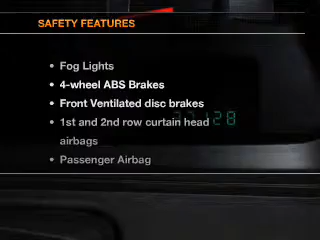 SAFETY FEATURES
• Fog Lights
• 4-wheel ABS Brakes
• Front Ventilated disc brakes
• 1st and 2nd row curtain head
airbags
• Passenger Airbag